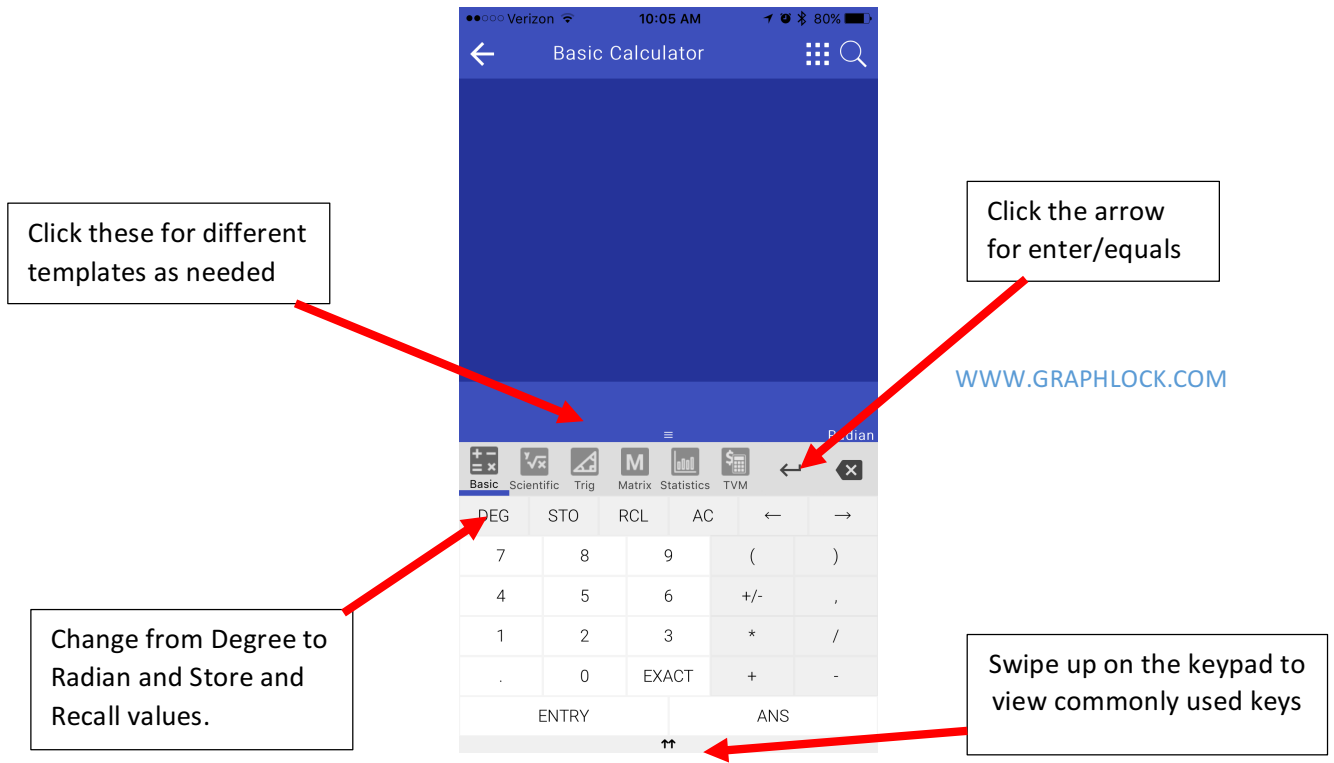 Verizon 10:05 AM 80%
Basic Calculator
Click these for different
templates as needed
Click the arrow
for enter/equals
WWW.GRAPHLOCK.COM
Radian
+ − = × y√x M $
Basic Scientific Trig Matrix Statistics TVM
DEG STO RCL AC ← →
7 8 9 ( )
4 5 6 +/- ,
1 2 3 * /
. 0 EXACT + -
ENTRY ANS
Change from Degree to
Radian and Store and
Recall values.
Swipe up on the keypad to
view commonly used keys